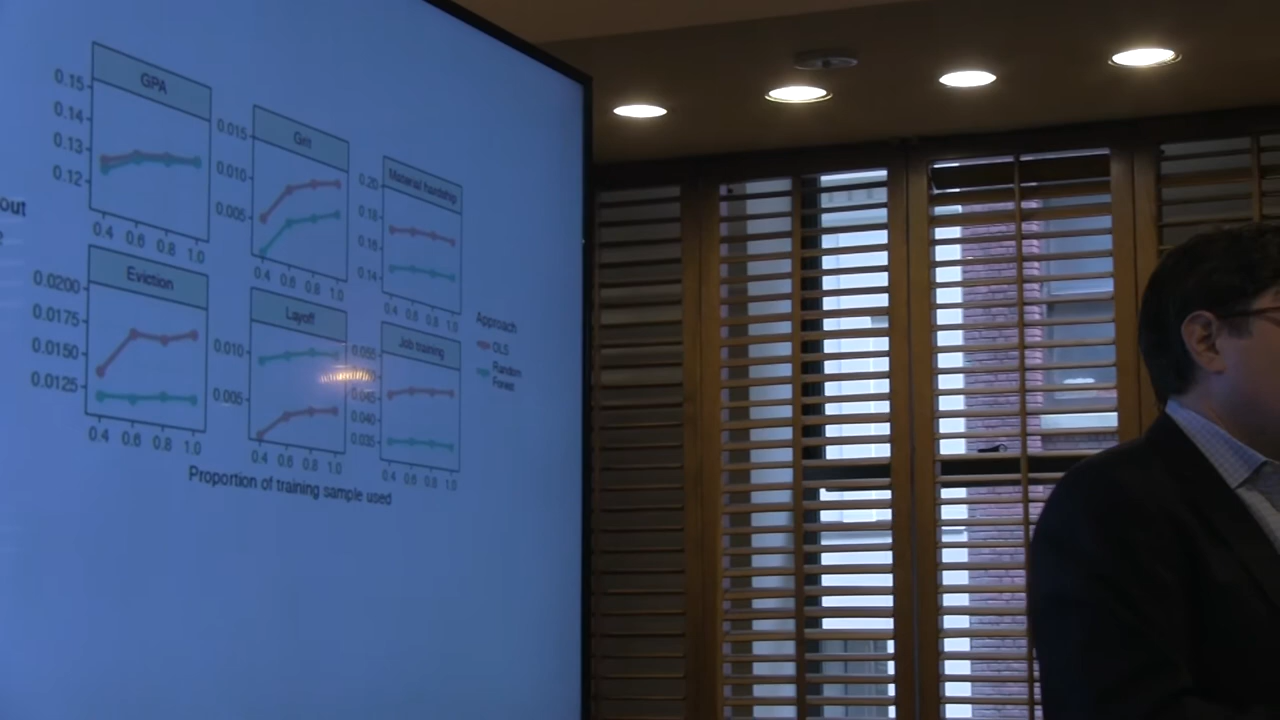 out
GPA
0.15
0.14
0.13
0.12
0.4 0.6 0.8 1.0
Grit
0.015
0.010
0.005
0.4 0.6 0.8 1.0
Material hardship
0.20
0.18
0.16
0.14
0.4 0.6 0.8 1.0
Eviction
0.0200
0.0175
0.0150
0.0125
0.4 0.6 0.8 1.0
Layoff
0.010
0.005
0.4 0.6 0.8 1.0
Job training
0.055
0.045
0.040
0.035
0.4 0.6 0.8 1.0
Approach
OLS
Random
Forest
Proportion of training sample used